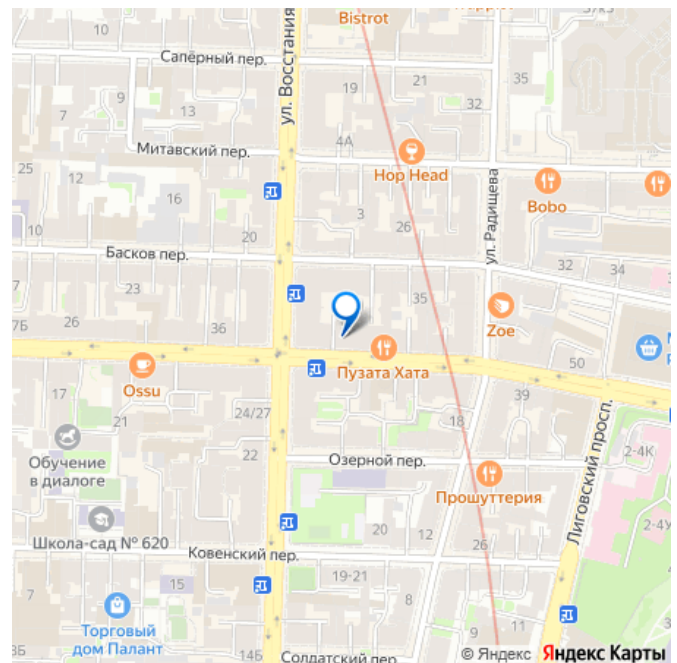 Bistrot
Сапёрный пер.
ул. Восстания
7
9
13
19
21
32
35
10
Митавский пер.
4А
Hop Head
25
12
16
3
26
Bobo
ул. Радищева
10
20
Басков пер.
23
32
34
35
Zoe
7Б
26
36
Пузата Хата
50
Ossu
17
21
24/27
18
39
Лиговский просп.
2-4К
Обучение
в диалоге
22
Озерной пер.
Прошуттерия
Школа-сад № 620
20
12
26
2-4У
Ковенский пер.
7
15
19-21
8
9
11
Торговый
дом Палант
14Б
Солдатский пер.
© Яндекс Яндекс Карты